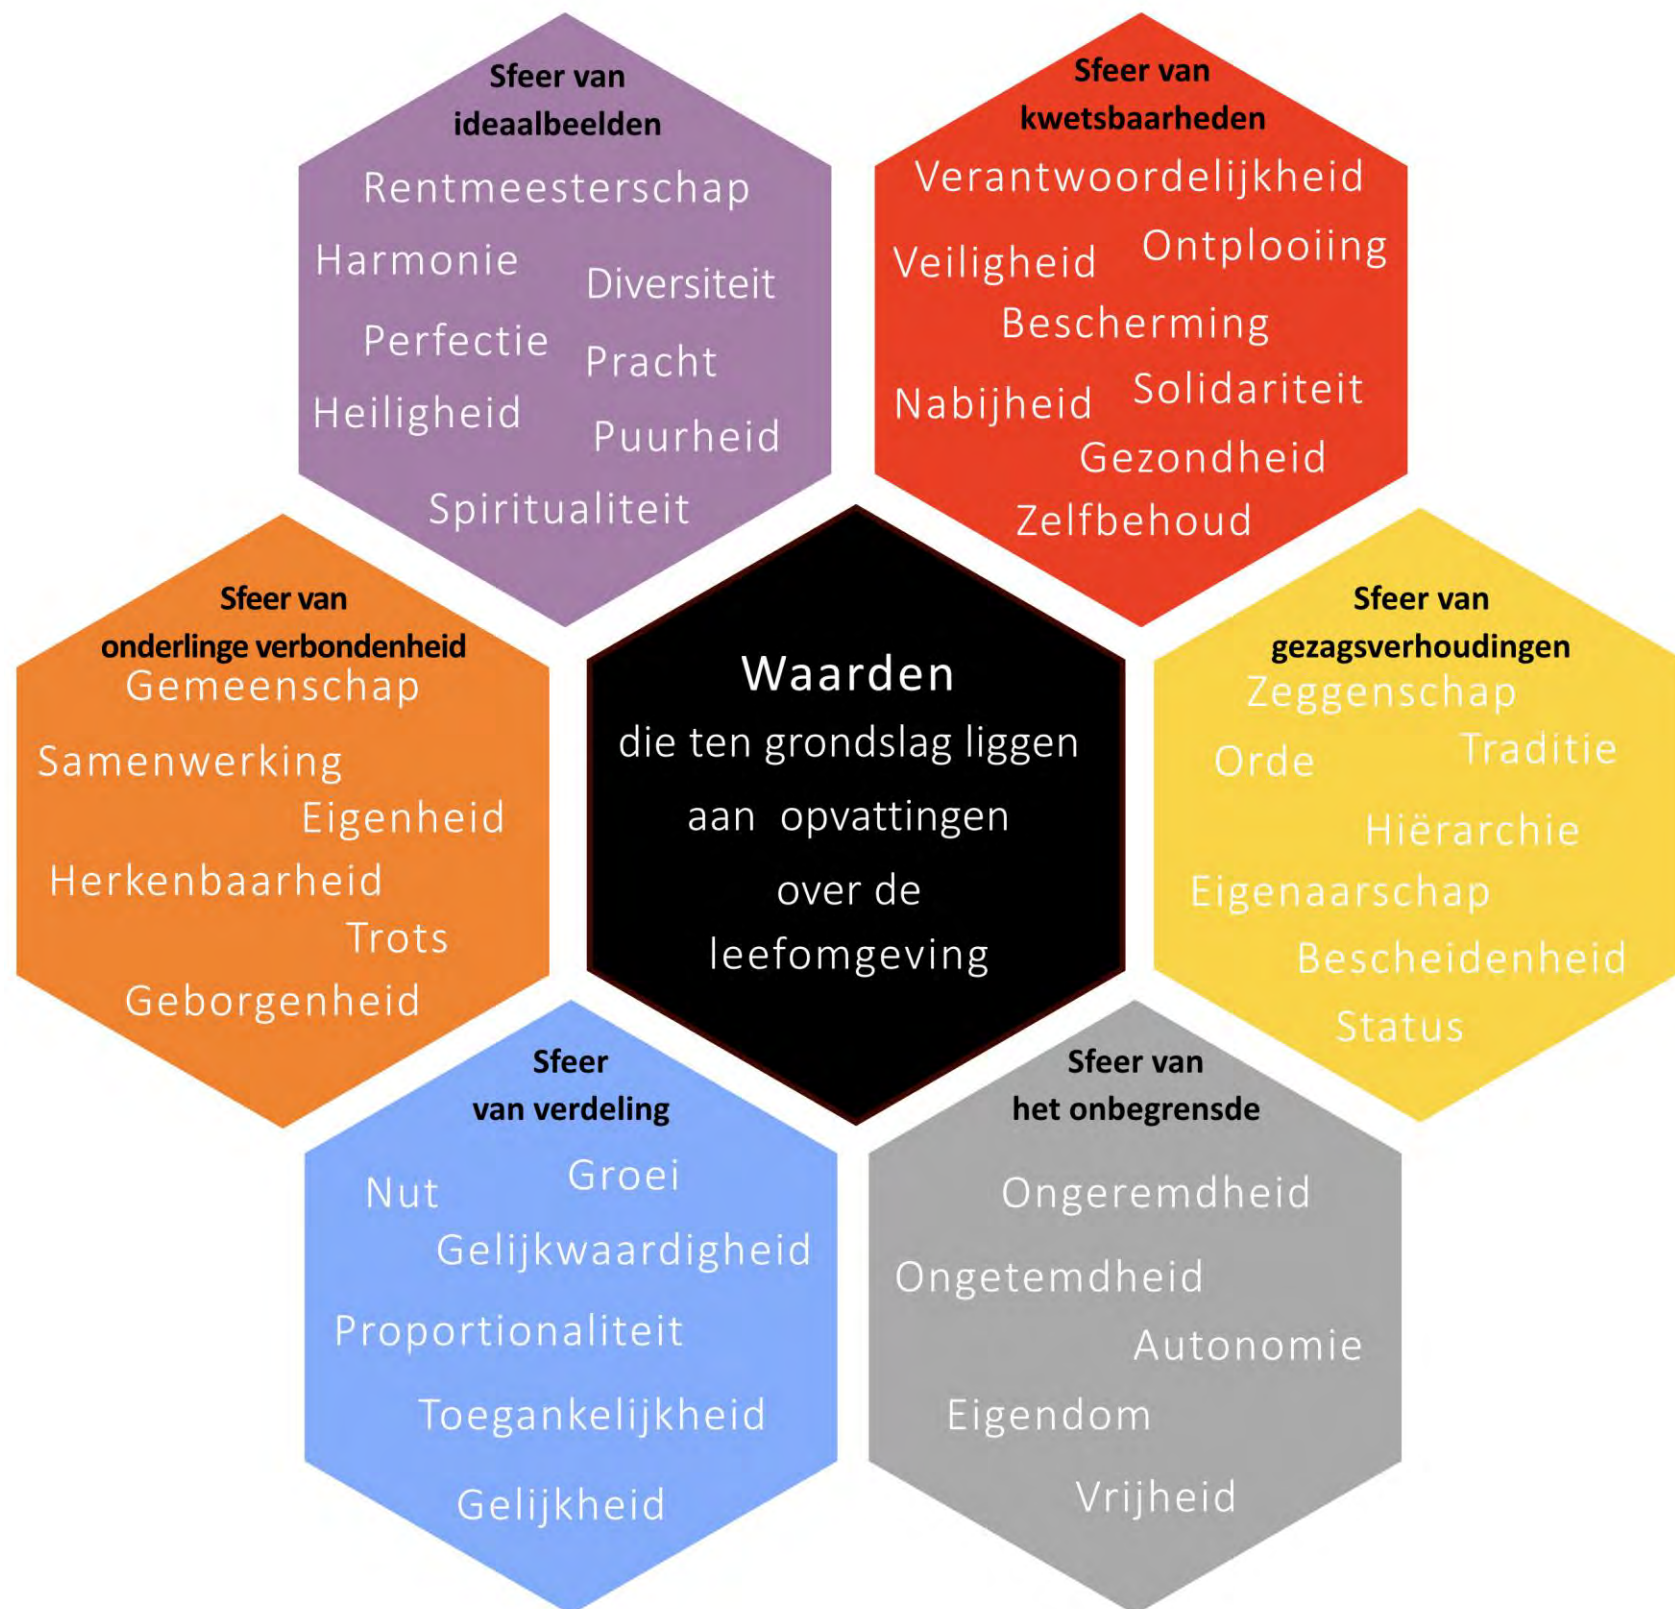 Sfeer van
ideaalbeelden
Rentmeesterschap
Harmonie
Diversiteit
Perfectie
Pracht
Heiligheid
Puurheid
Spiritualiteit
Sfeer van
kwetsbaarheden
Verantwoordelijkheid
Ontplooiing
Veiligheid
Bescherming
Solidariteit
Nabijheid
Gezondheid
Zelfbehoud
Sfeer van
onderlinge verbondenheid
Gemeenschap
Samenwerking
Eigenheid
Herkenbaarheid
Trots
Geborgenheid
Waarden
die ten grondslag liggen
aan opvattingen
over de
leefomgeving
Sfeer van
gezagsverhoudingen
Zeggenschap
Traditie
Orde
Hiërarchie
Eigenaarschap
Bescheidenheid
Status
Sfeer
van verdeling
Groei
Nut
Gelijkwaardigheid
Proportionaliteit
Toegankelijkheid
Gelijkheid
Sfeer van
het onbegrensde
Ongeremdheid
Ongetemdheid
Autonomie
Eigendom
Vrijheid